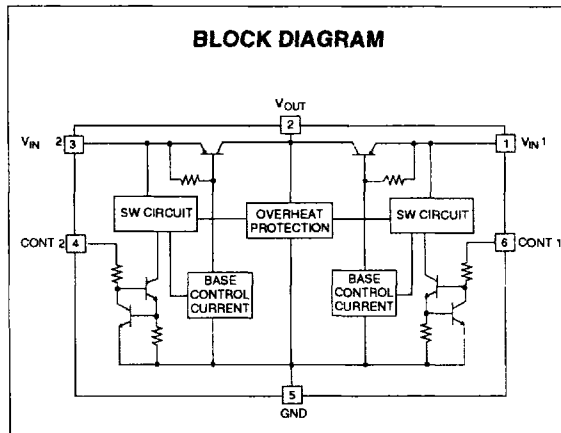 BLOCK DIAGRAM
VOUT
2
VIN 2
3
1
VIN 1
SW CIRCUIT
OVERHEAT
PROTECTION
SW CIRCUIT
CONT 2
4
6
CONT 1
BASE
CONTROL
CURRENT
BASE
CONTROL
CURRENT
5
GND